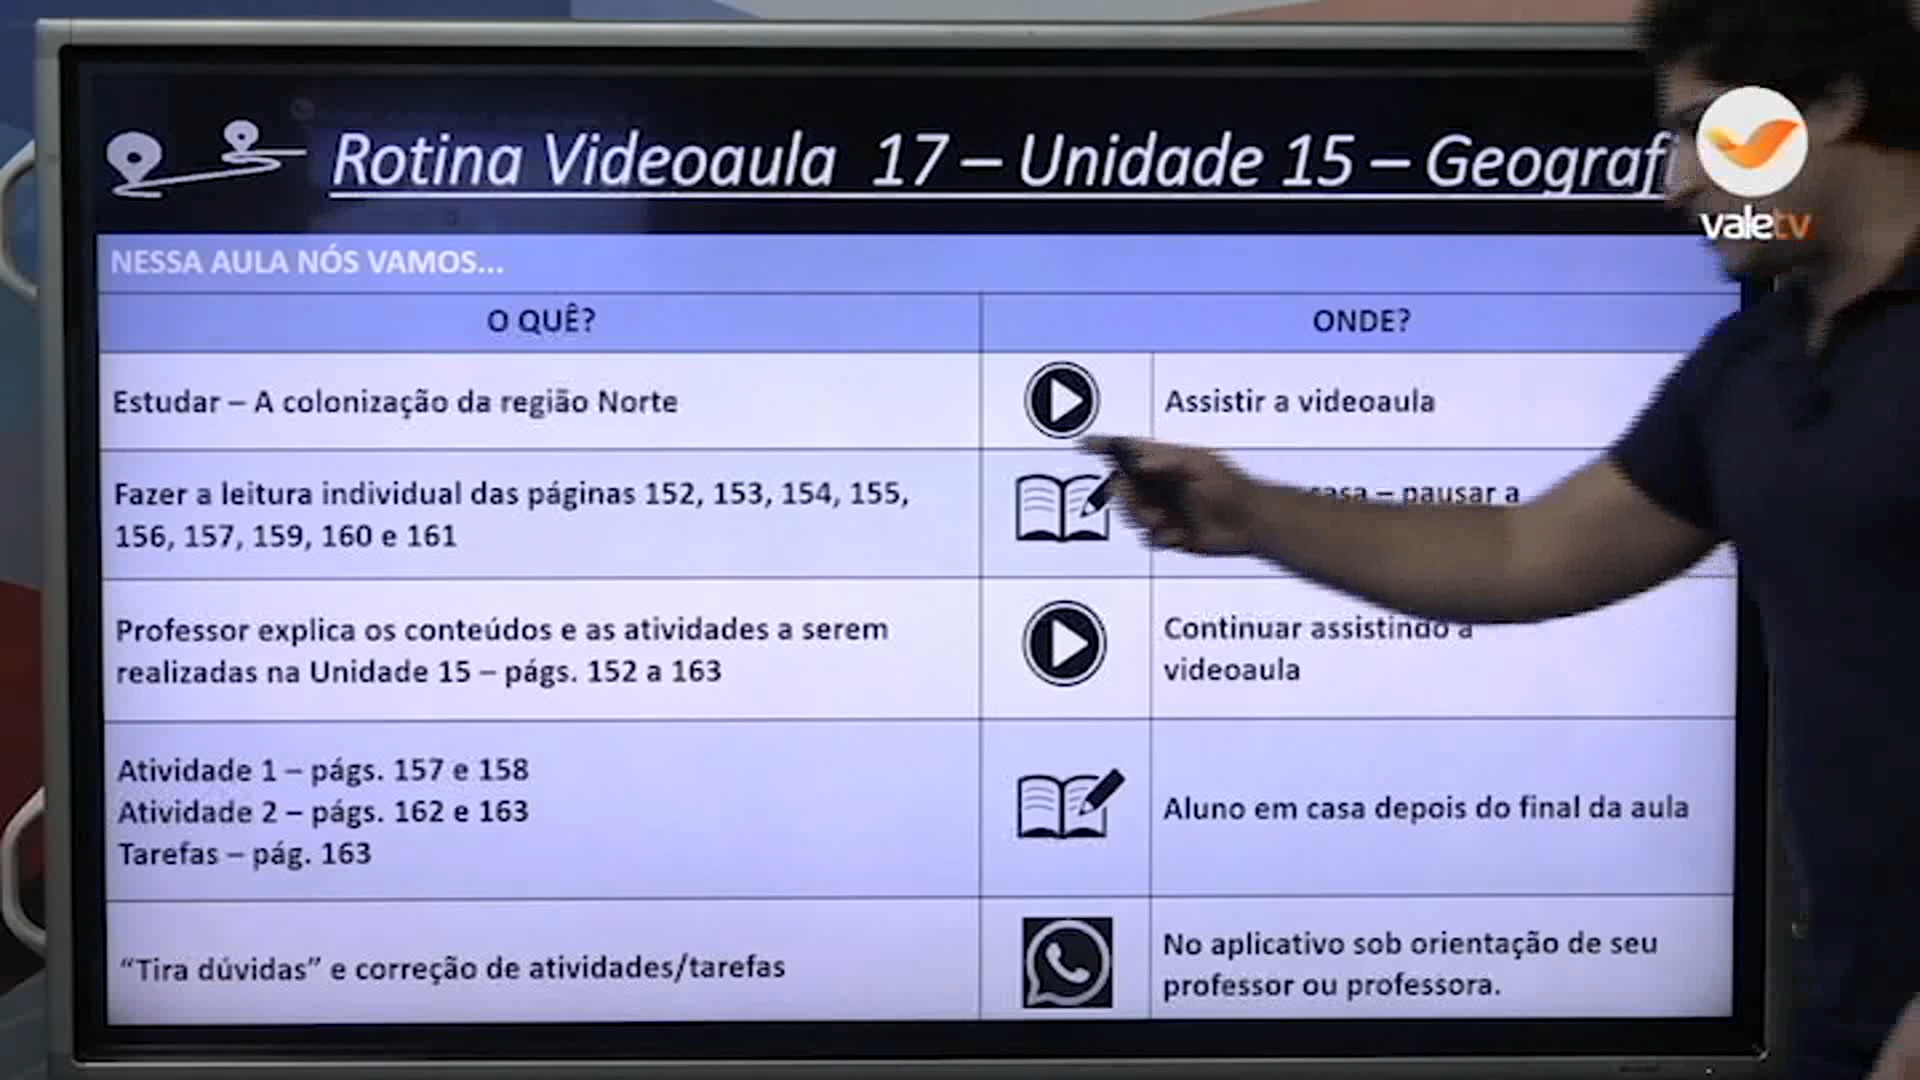 Rotina Videoaula 17 – Unidade 15 – Geografi
valetv
NESSA AULA NÓS VAMOS...
O QUÊ?
ONDE?
Estudar – A colonização da região Norte
Assistir a videoaula
Fazer a leitura individual das páginas 152, 153, 154, 155,
156, 157, 159, 160 e 161
casa – pausar a
Professor explica os conteúdos e as atividades a serem
realizadas na Unidade 15 – págs. 152 a 163
Continuar assistindo a
videoaula
Atividade 1 – págs. 157 e 158
Atividade 2 – págs. 162 e 163
Tarefas – pág. 163
Aluno em casa depois do final da aula
“Tira dúvidas” e correção de atividades/tarefas
No aplicativo sob orientação de seu
professor ou professora.